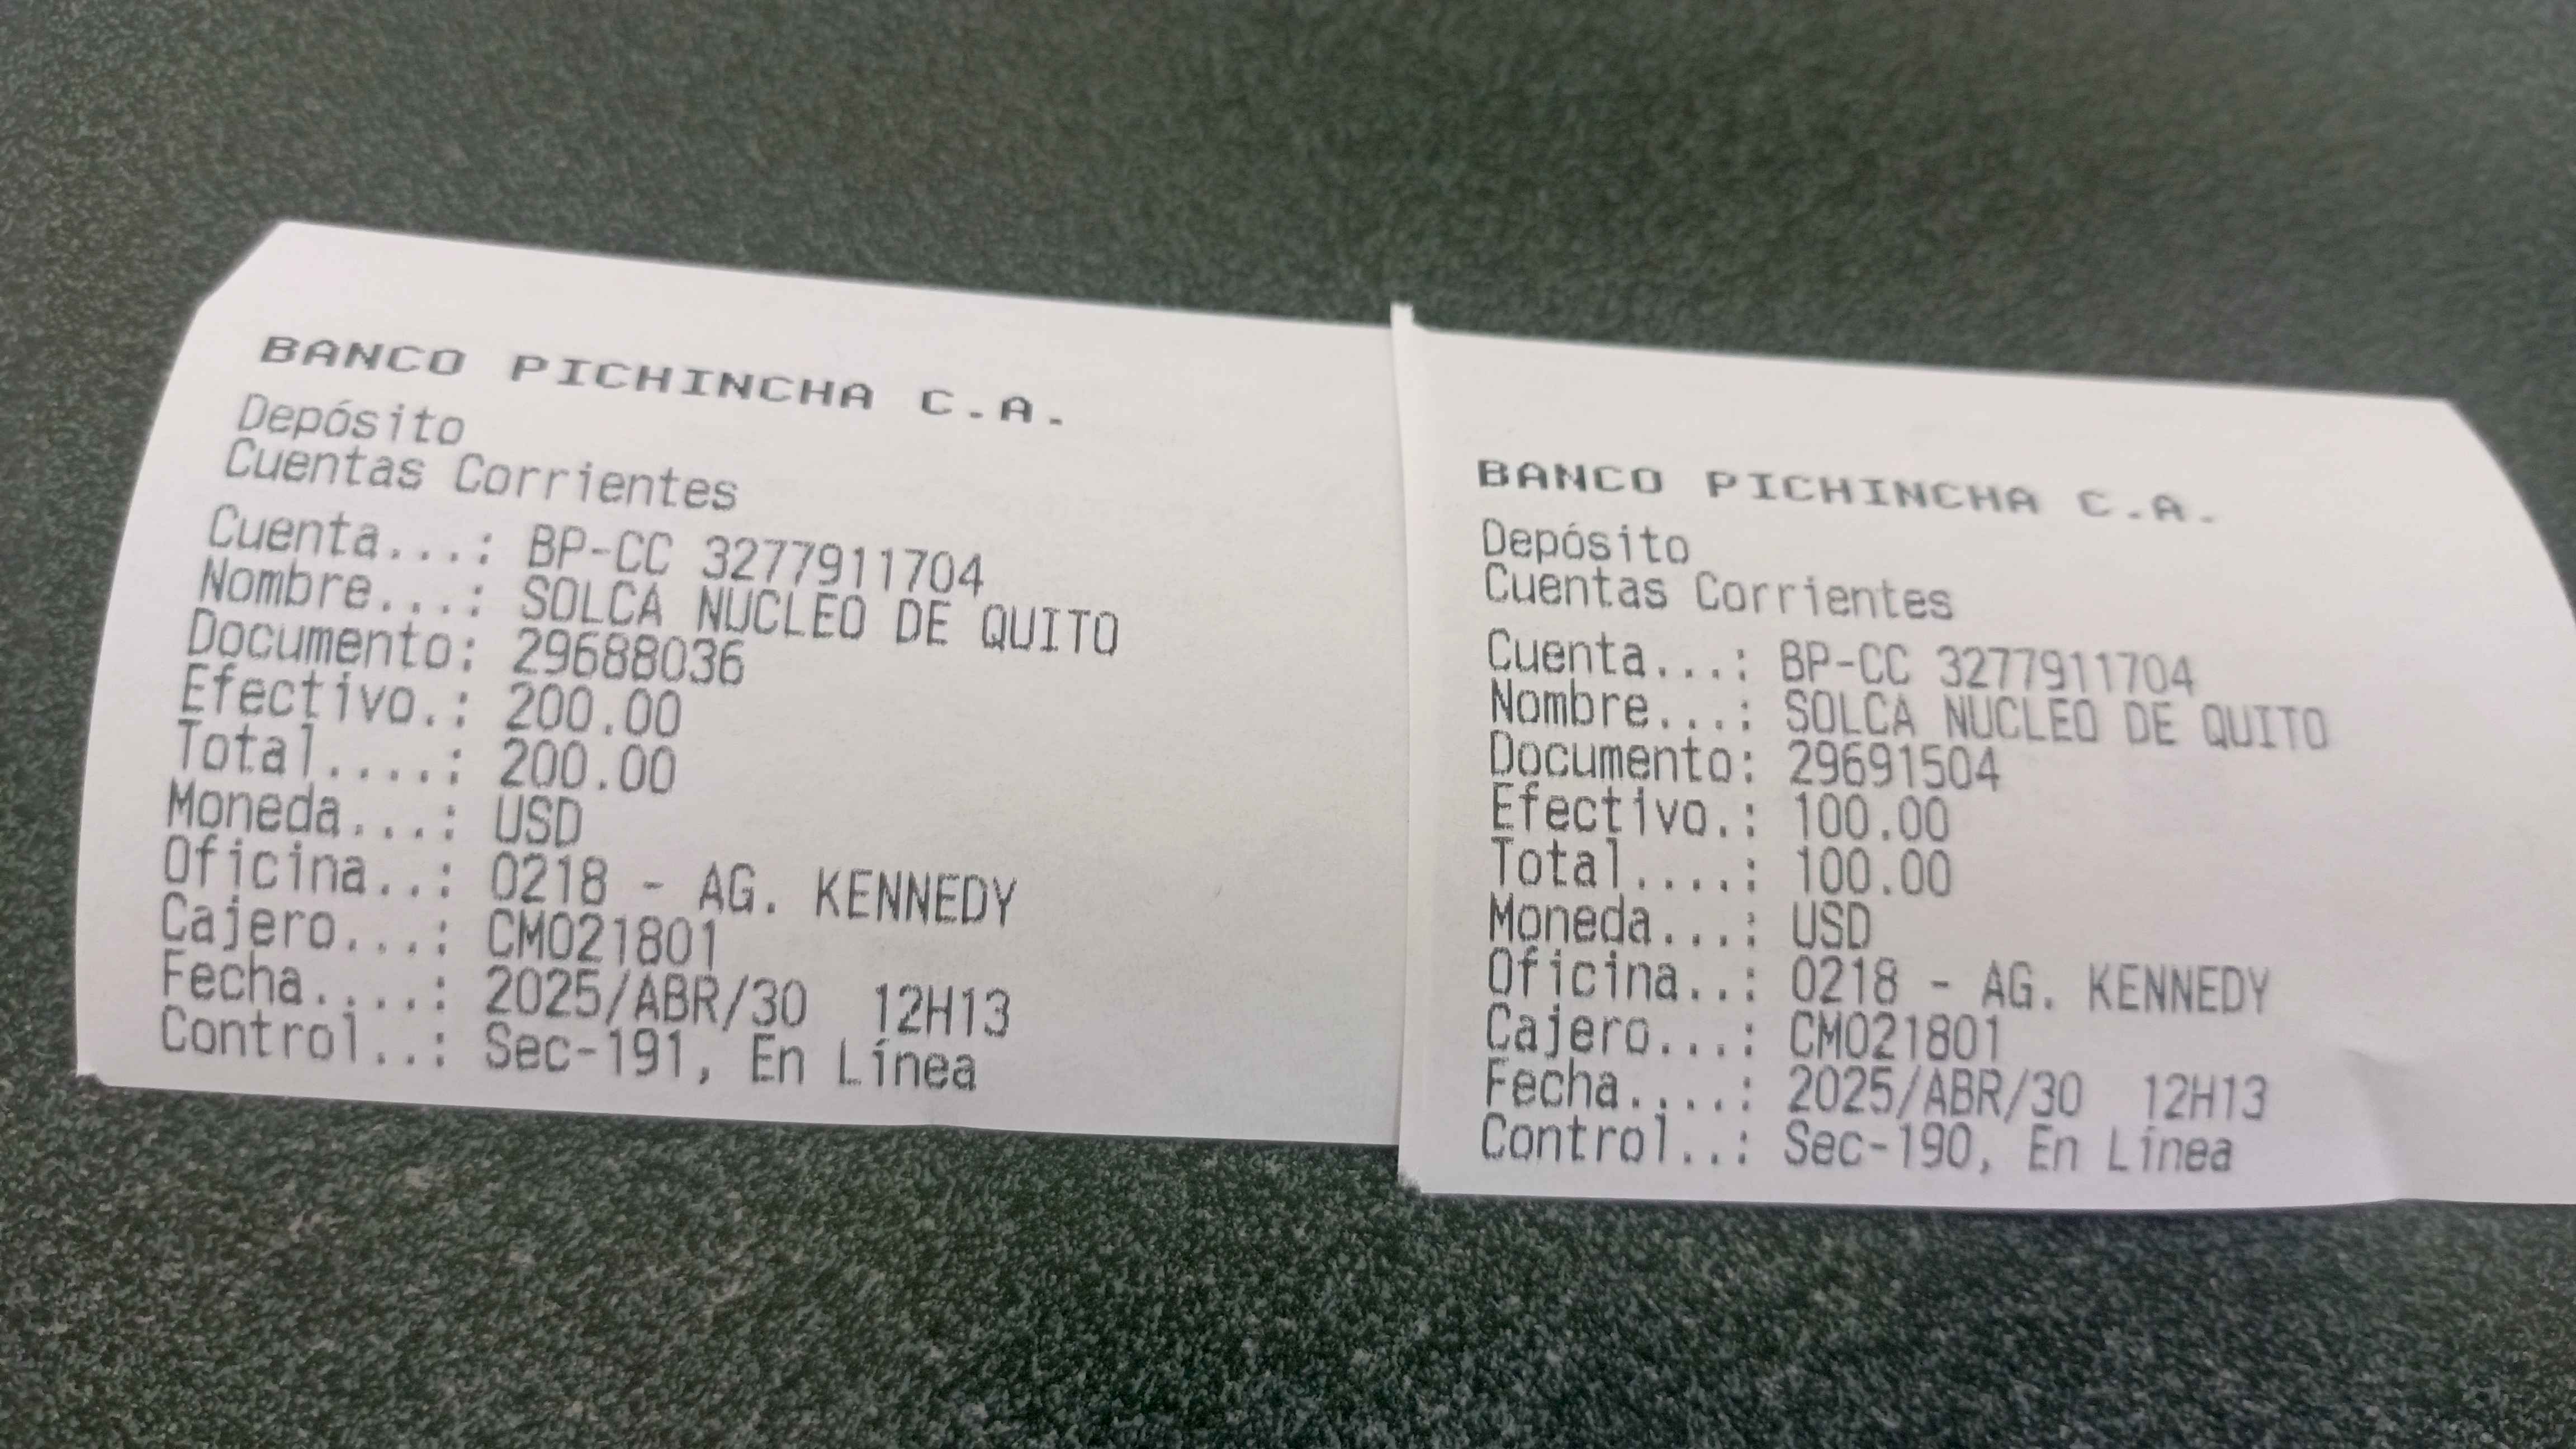 BANCO PICHINCHA C.A.
Depósito
Cuentas Corrientes
Cuenta...: BP-CC 3277911704
Nombre...: SOLCA NUCLEO DE QUITO
Documento: 29688036
Efectivo.: 200.00
Total....: 200.00
Moneda...: USD
Oficina..: 0218 - AG. KENNEDY
Cajero...: CM021801
Fecha....: 2025/ABR/30 12H13
Control..: Sec-191, En Línea
BANCO PICHINCHA C.A.
Depósito
Cuentas Corrientes
Cuenta...: BP-CC 3277911704
Nombre...: SOLCA NUCLEO DE QUITO
Documento: 29691504
Efectivo.: 100.00
Total....: 100.00
Moneda...: USD
Oficina..: 0218 - AG. KENNEDY
Cajero...: CM021801
Fecha....: 2025/ABR/30 12H13
Control..: Sec-190, En Línea